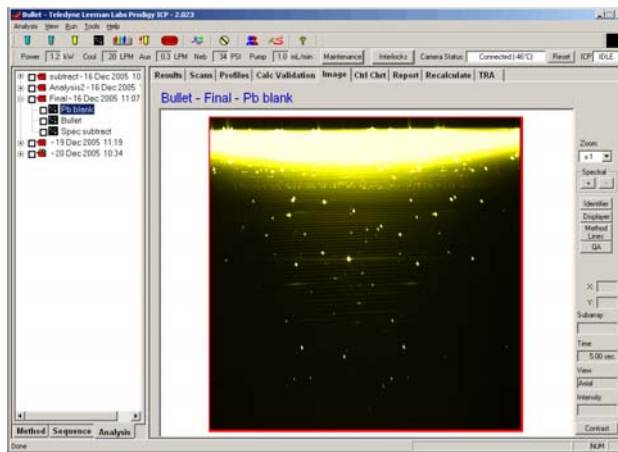 Bullet - Teledyne Leeman Labs Prodigy ICP - 2.023
Analysis View Run Tools Help
Power 1.2 kW Cool 20 LPM Aux 0.3 LPM Neb 34 PSI Pump 1.0 mL/min Maintenance Interlocks Camera Status Connected (-46°C) Reset ICP IDLE
subtract - 16 Dec 2005 10
Analysis2 - 16 Dec 2005
Final - 16 Dec 2005 11:07
Pb blank
Bullet
Spec subtract
- 19 Dec 2005 11:19
- 20 Dec 2005 10:34
Method Sequence Analysis
Results Scans Profiles Calc Validation Image Ctrl Chrt Report Recalculate TRA
Bullet - Final - Pb blank
Zoom
x 1
Spectral
+ -
Identifier
Displayer
Method
Lines
QA
X:
Y:
Subarray
Time
5.00 sec.
View
Axial
Intensity
Contrast
Done
NUM